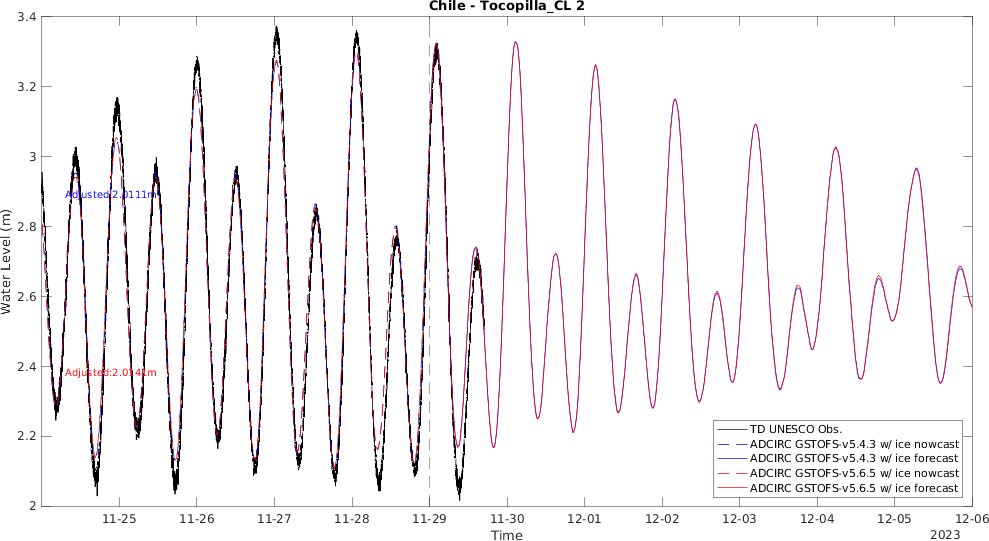 Chile - Tocopilla_CL 2
3.4
3.2
3
2.8
2.6
2.4
2.2
2
Water Level (m)
Adjusted:2.0111m
Adjusted:2.0141m
TD UNESCO Obs.
ADCIRC GSTOFS-v5.4.3 w/ ice nowcast
ADCIRC GSTOFS-v5.4.3 w/ ice forecast
ADCIRC GSTOFS-v5.6.5 w/ ice nowcast
ADCIRC GSTOFS-v5.6.5 w/ ice forecast
11-25 11-26 11-27 11-28 11-29 11-30 12-01 12-02 12-03 12-04 12-05 12-06
Time
2023